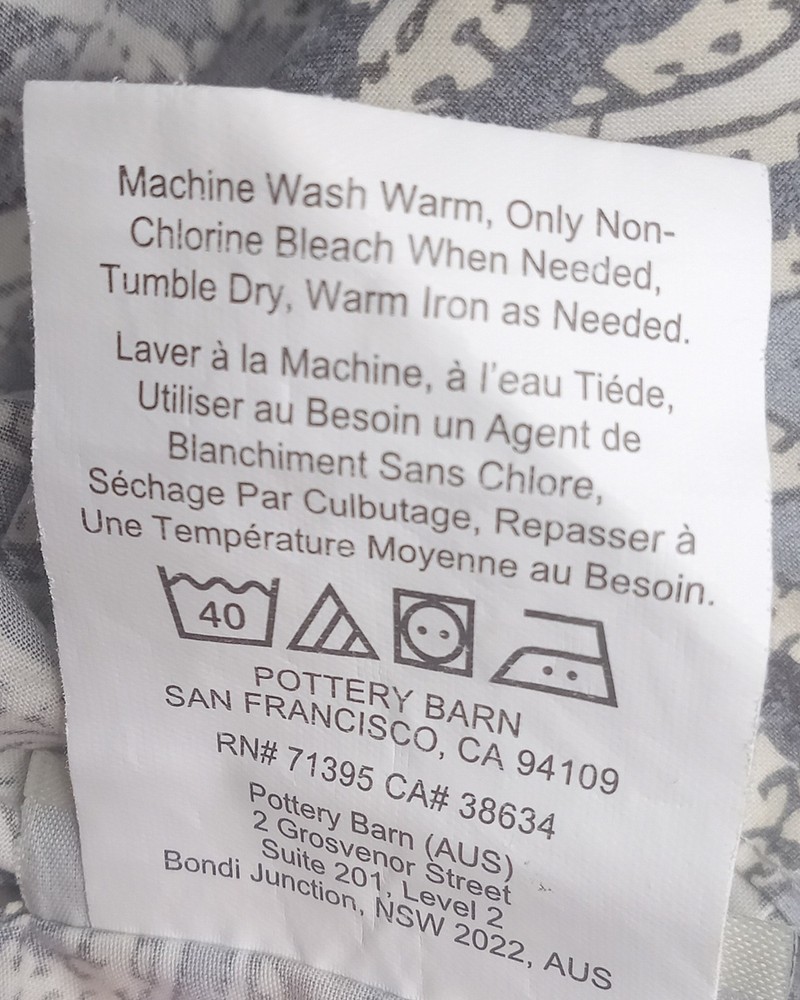 Machine Wash Warm, Only Non-
Chlorine Bleach When Needed,
Tumble Dry, Warm Iron as Needed.
Laver à la Machine, à l'eau Tiéde,
Utiliser au Besoin un Agent de
Blanchiment Sans Chlore,
Séchage Par Culbutage, Repasser à
Une Température Moyenne au Besoin.
40
POTTERY BARN
SAN FRANCISCO, CA 94109
RN# 71395 CA# 38634
Pottery Barn (AUS)
2 Grosvenor Street
Suite 201, Level 2
Bondi Junction, NSW 2022, AUS